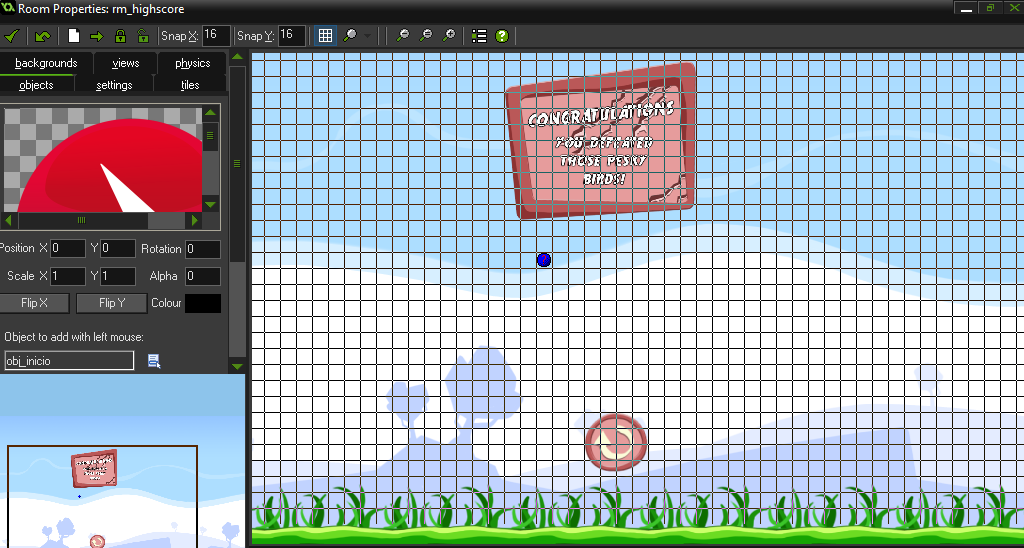 Room Properties: rm_highscore
Snap X: 16 Snap Y: 16
backgrounds views physics
objects settings tiles
CONGRATULATIONS
YOU DEFEATED
THOSE PESKY
BIRDS!
Position X 0 Y 0 Rotation 0
Scale X 1 Y 1 Alpha 0
Flip X Flip Y Colour
Object to add with left mouse:
obj_inicio